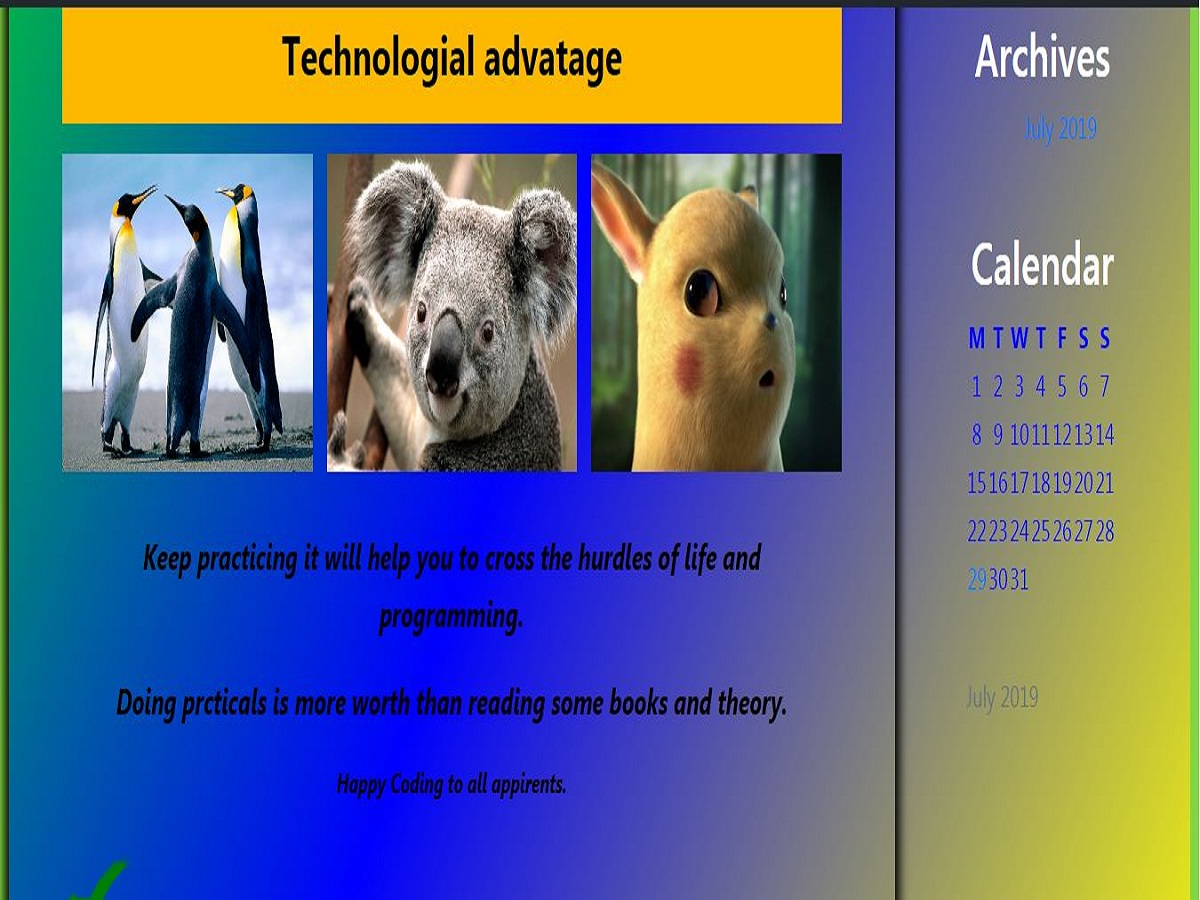 Technologial advatage
Keep practicing it will help you to cross the hurdles of life and
programming.
Doing prcticals is more worth than reading some books and theory.
Happy Coding to all appirents.
Archives
July 2019
Calendar
M T W T F S S
1 2 3 4 5 6 7
8 9 10 11 12 13 14
15 16 17 18 19 20 21
22 23 24 25 26 27 28
29 30 31
July 2019